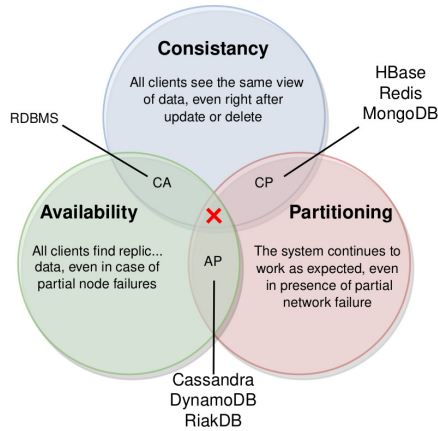 Consistancy
All clients see the same view
of data, even right after
update or delete
HBase
Redis
MongoDB
RDBMS
CA
CP
Availability
All clients find replic...
data, even in case of
partial node failures
Partitioning
The system continues to
work as expected, even
in presence of partial
network failure
AP
Cassandra
DynamoDB
RiakDB